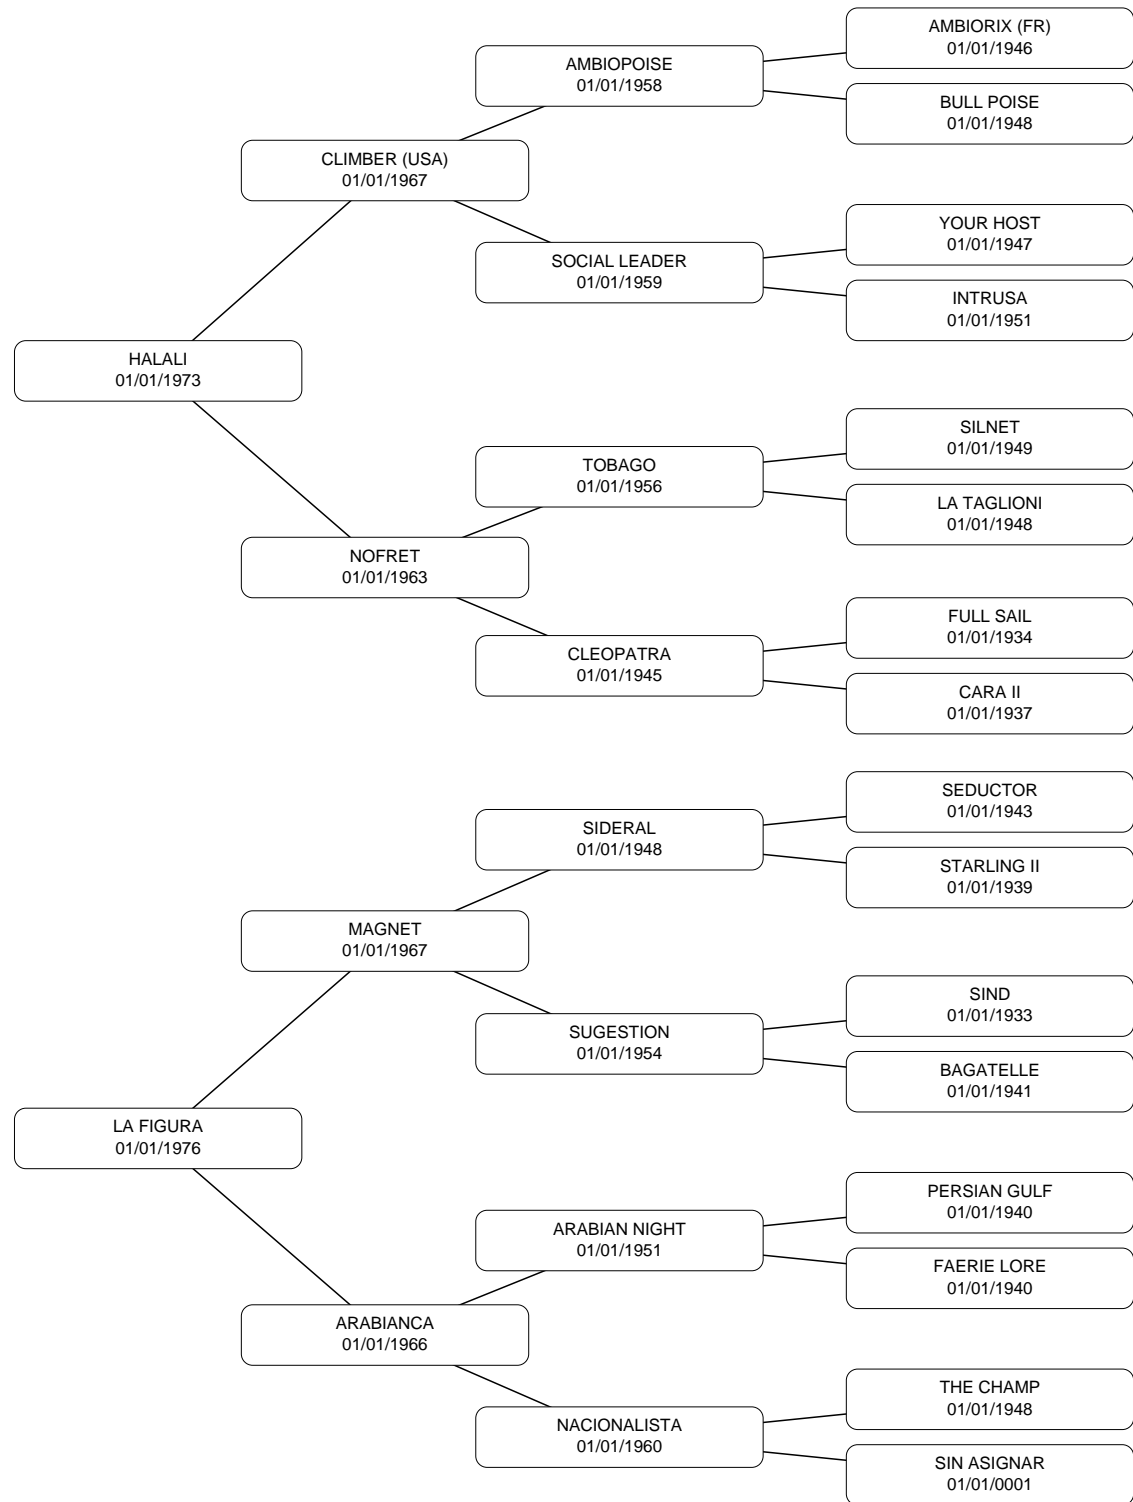 AMBIORIX (FR)
01/01/1946
AMBIOPOISE
01/01/1958
BULL POISE
01/01/1948
CLIMBER (USA)
01/01/1967
YOUR HOST
01/01/1947
SOCIAL LEADER
01/01/1959
INTRUSA
01/01/1951
HALALI
01/01/1973
SILNET
01/01/1949
TOBAGO
01/01/1956
LA TAGLIONI
01/01/1948
NOFRET
01/01/1963
FULL SAIL
01/01/1934
CLEOPATRA
01/01/1945
CARA II
01/01/1937
SEDUCTOR
01/01/1943
SIDERAL
01/01/1948
STARLING II
01/01/1939
MAGNET
01/01/1967
SIND
01/01/1933
SUGESTION
01/01/1954
BAGATELLE
01/01/1941
LA FIGURA
01/01/1976
PERSIAN GULF
01/01/1940
ARABIAN NIGHT
01/01/1951
FAERIE LORE
01/01/1940
ARABIANCA
01/01/1966
THE CHAMP
01/01/1948
NACIONALISTA
01/01/1960
SIN ASIGNAR
01/01/0001